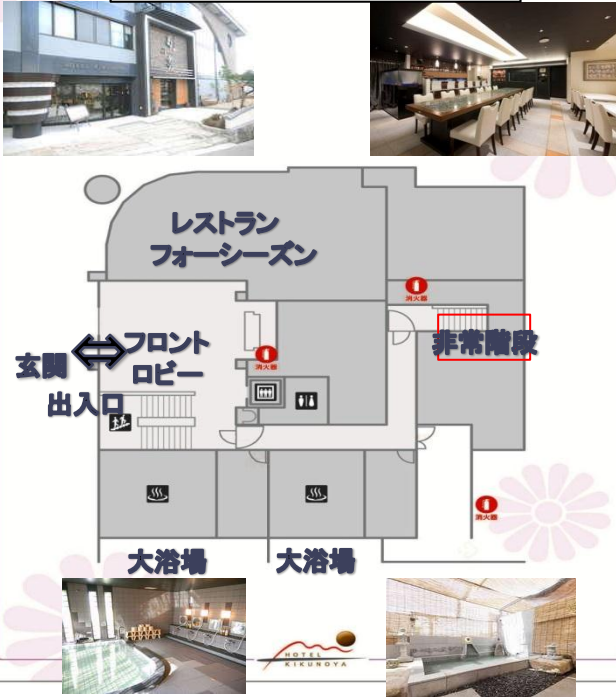 レストラン
フォーシーズン
消火器
非常階段
フロント
ロビー
玄関
出入口
消火器
消火器
大浴場
大浴場
HOTEL
KIKUNOYA